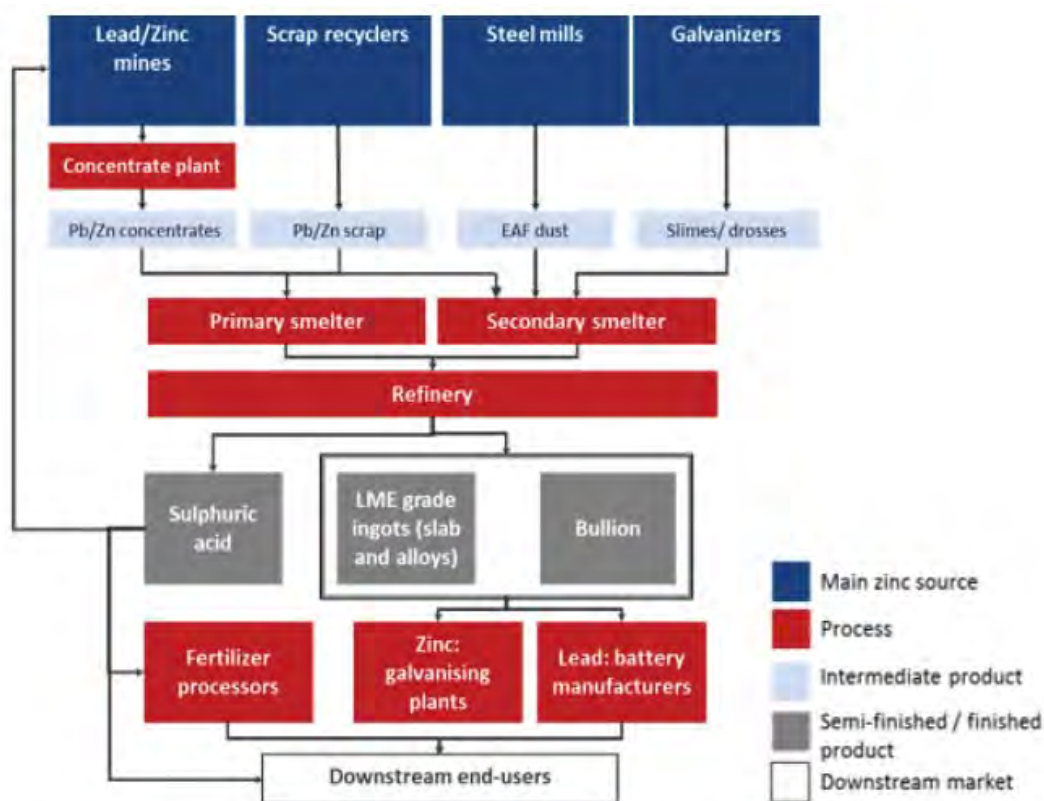 Lead/Zinc
mines
Scrap recyclers
Steel mills
Galvanizers
Concentrate plant
Pb/Zn concentrates
Pb/Zn scrap
EAF dust
Slimes/ drosses
Primary smelter
Secondary smelter
Refinery
Sulphuric
acid
LME grade
ingots (slab
and alloys)
Bullion
Fertilizer
processors
Zinc:
galvanising
plants
Lead: battery
manufacturers
Downstream end-users
Main zinc source
Process
Intermediate product
Semi-finished / finished
product
Downstream market